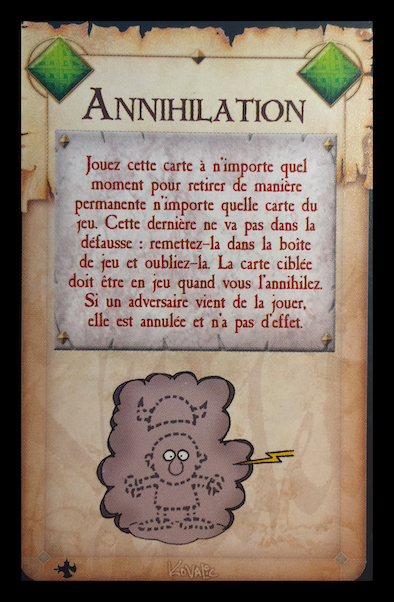 ANNIHILATION
Jouez cette carte à n'importe quel
moment pour retirer de manière
permanente n'importe quelle carte du
jeu. Cette dernière ne va pas dans la
défausse : remettez-la dans la boîte
de jeu et oubliez-la. La carte ciblée
doit être en jeu quand vous l'annihilez.
Si un adversaire vient de la jouer,
elle est annulée et n'a pas d'effet.
KOVALIC